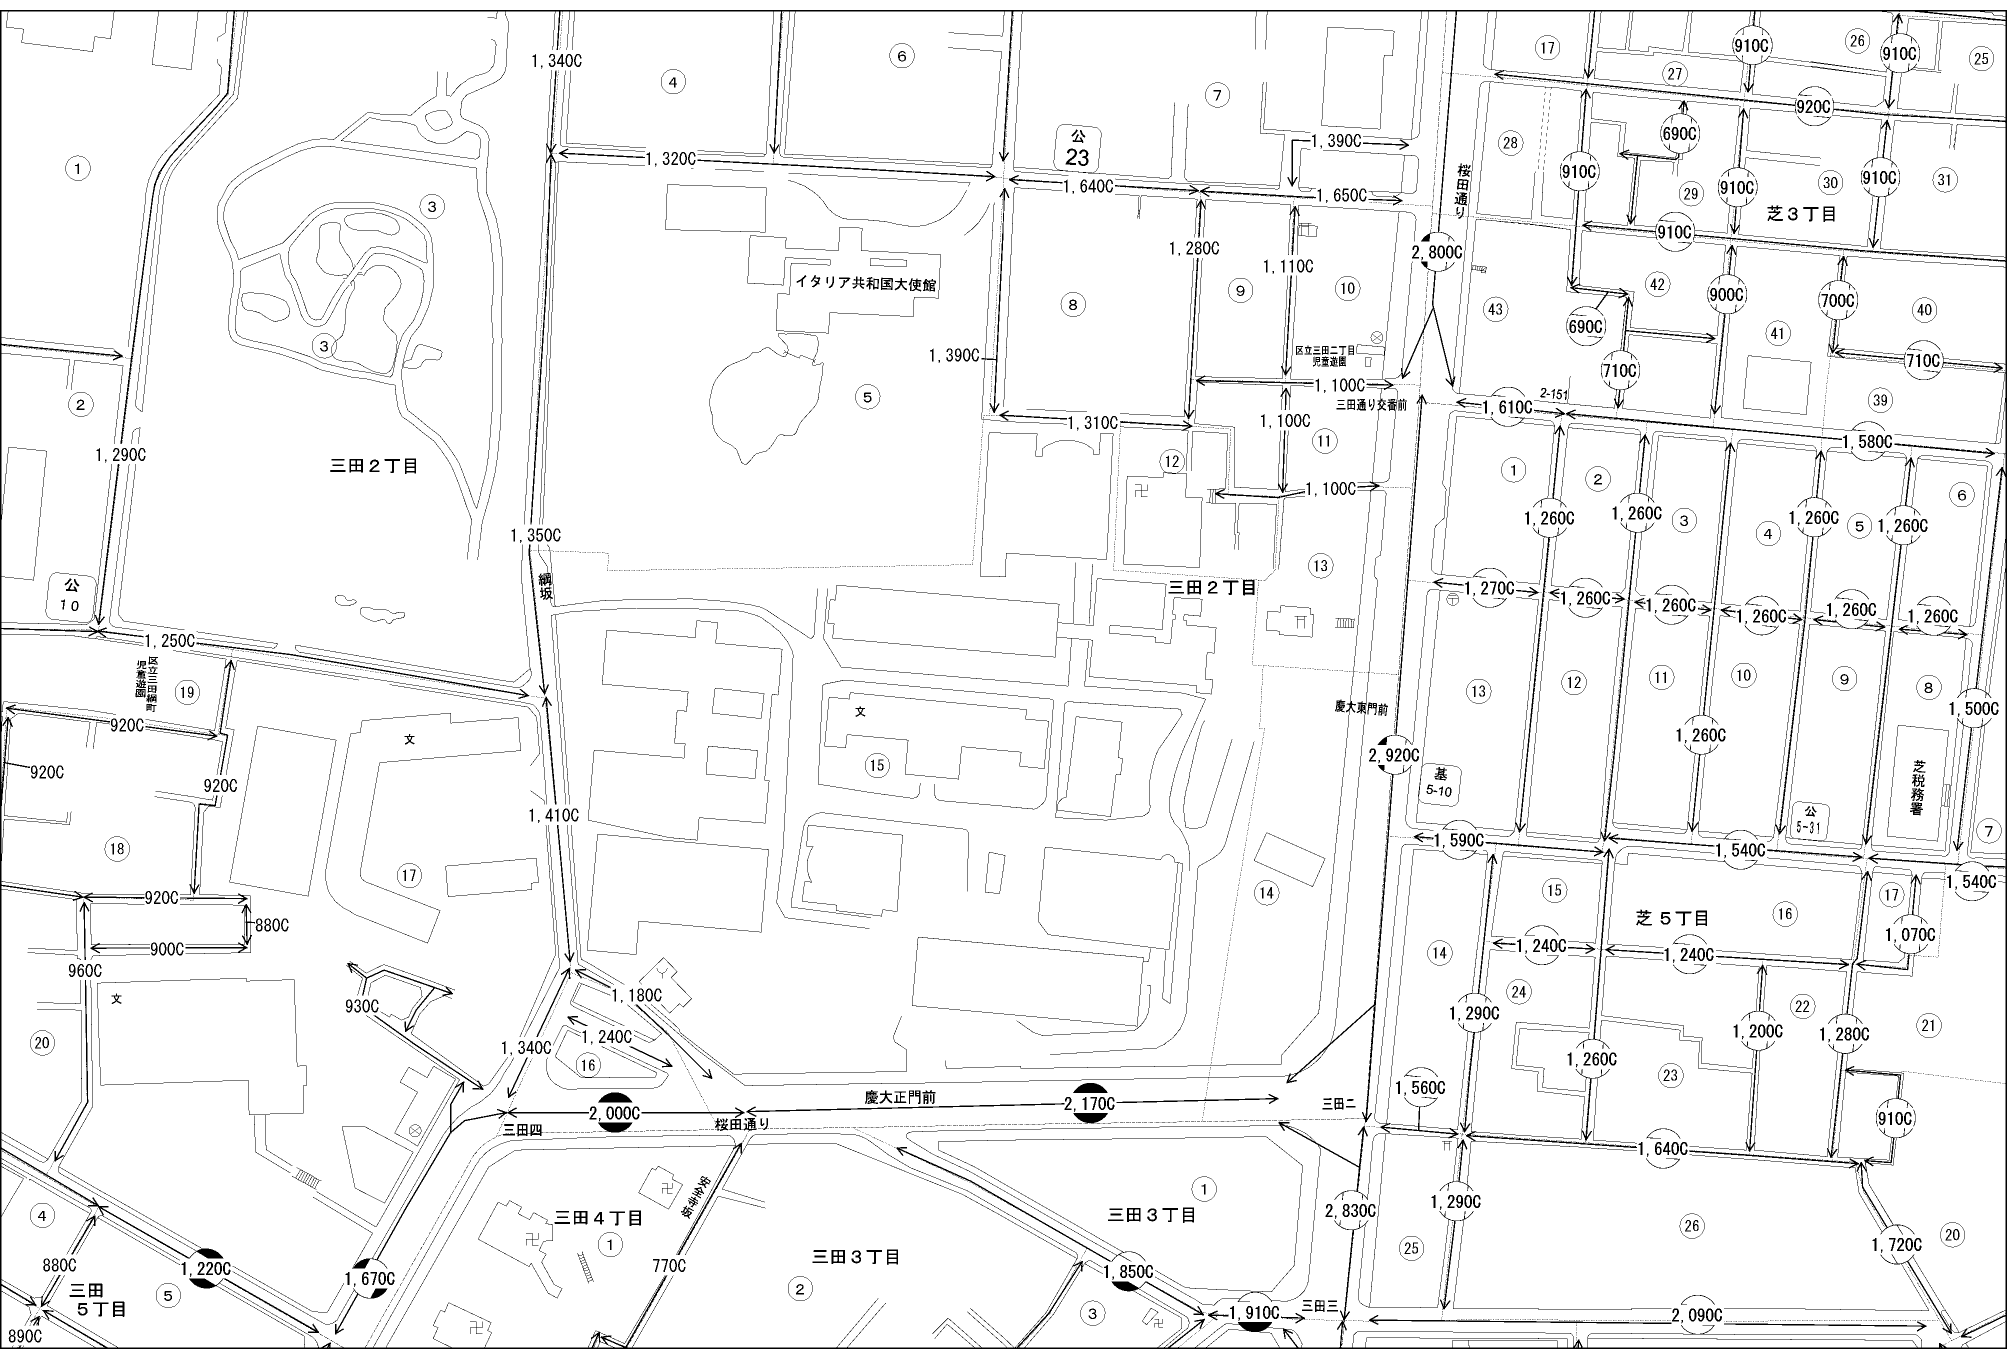 1,340C
4
6
7
公
23
1,390C
1,320C
1,640C
1,650C
桜田通り
17
910C
26
910C
25
27
920C
690C
28
910C
29
910C
30
910C
31
芝３丁目
910C
1
3
3
イタリア共和国大使館
1,280C
1,110C
9
10
8
2,800C
42
900C
700C
40
43
690C
41
710C
710C
39
1,390C
区立三田二丁目
児童遊園
1,100C
三田通り交番前
2-151
1,610C
1,580C
5
1,310C
1,100C
11
2
1,290C
三田２丁目
12
卍
1,100C
1
2
3
4
5
6
1,260C
1,260C
1,260C
1,260C
1,350C
綱坂
公
10
1,250C
三田２丁目
13
1,270C
1,260C
1,260C
1,260C
1,260C
1,260C
区立三田綱町
児童遊園
19
920C
920C
920C
文
文
15
慶大東門前
2,920C
基
5-10
13
12
11
10
9
8
1,260C
1,500C
芝税務署
公
5-31
7
1,410C
18
17
920C
880C
900C
960C
14
1,590C
1,540C
1,540C
15
芝５丁目
16
17
1,070C
14
1,240C
1,240C
24
22
21
1,290C
1,200C
1,280C
1,260C
23
文
20
930C
1,180C
1,240C
1,340C
16
2,000C
慶大正門前
2,170C
桜田通り
三田四
三田二
1,560C
910C
1,640C
1,290C
4
880C
三田
５丁目
5
890C
1,220C
1,670C
卍
卍
卍
三田４丁目
1
安全寺坂
770C
三田３丁目
2
三田３丁目
1
1,850C
3
卍
1,910C
三田三
2,830C
25
26
20
1,720C
2,090C